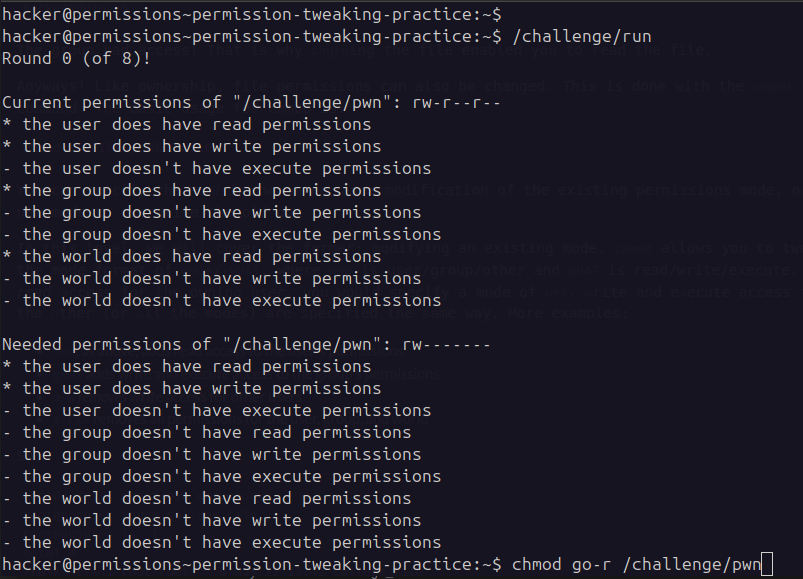 hacker@permissions~permission-tweaking-practice:~$
hacker@permissions~permission-tweaking-practice:~$ /challenge/run
Round 0 (of 8)!
Current permissions of "/challenge/pwn": rw-r--r--
* the user does have read permissions
* the user does have write permissions
- the user doesn't have execute permissions
* the group does have read permissions
- the group doesn't have write permissions
- the group doesn't have execute permissions
* the world does have read permissions
- the world doesn't have write permissions
- the world doesn't have execute permissions
Needed permissions of "/challenge/pwn": rw-------
* the user does have read permissions
* the user does have write permissions
- the user doesn't have execute permissions
- the group doesn't have read permissions
- the group doesn't have write permissions
- the group doesn't have execute permissions
- the world doesn't have read permissions
- the world doesn't have write permissions
- the world doesn't have execute permissions
hacker@permissions~permission-tweaking-practice:~$ chmod go-r /challenge/pwn